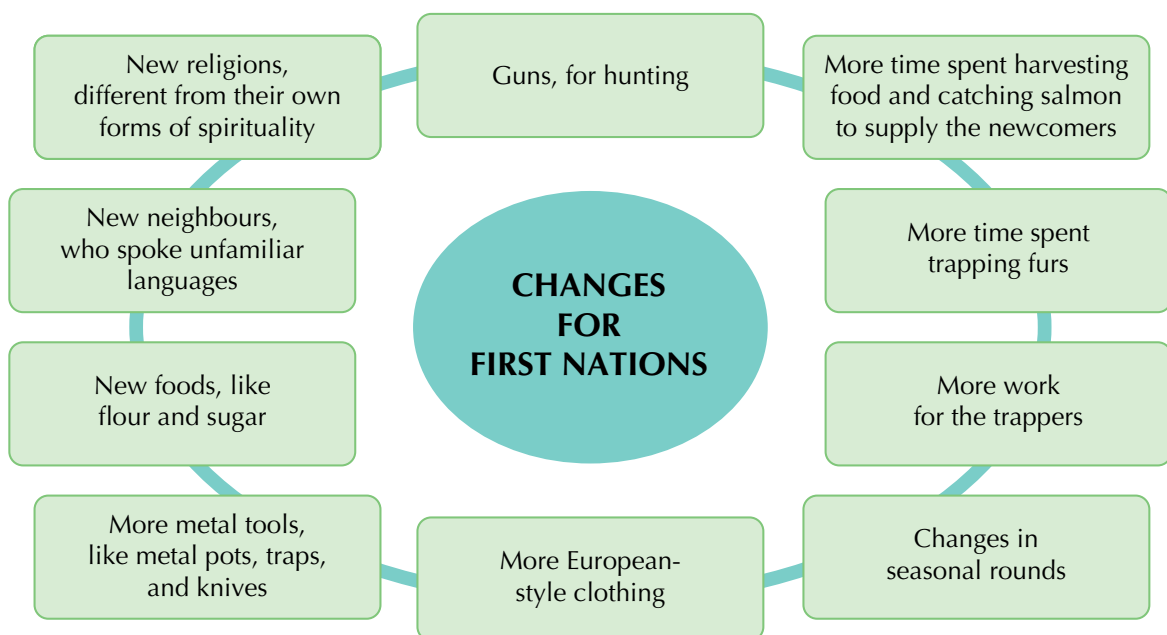 New religions,
different from their own
forms of spirituality
Guns, for hunting
More time spent harvesting
food and catching salmon
to supply the newcomers
New neighbours,
who spoke unfamiliar
languages
CHANGES
FOR
FIRST NATIONS
More time spent
trapping furs
New foods, like
flour and sugar
More work
for the trappers
More metal tools,
like metal pots, traps,
and knives
More European-
style clothing
Changes in
seasonal rounds